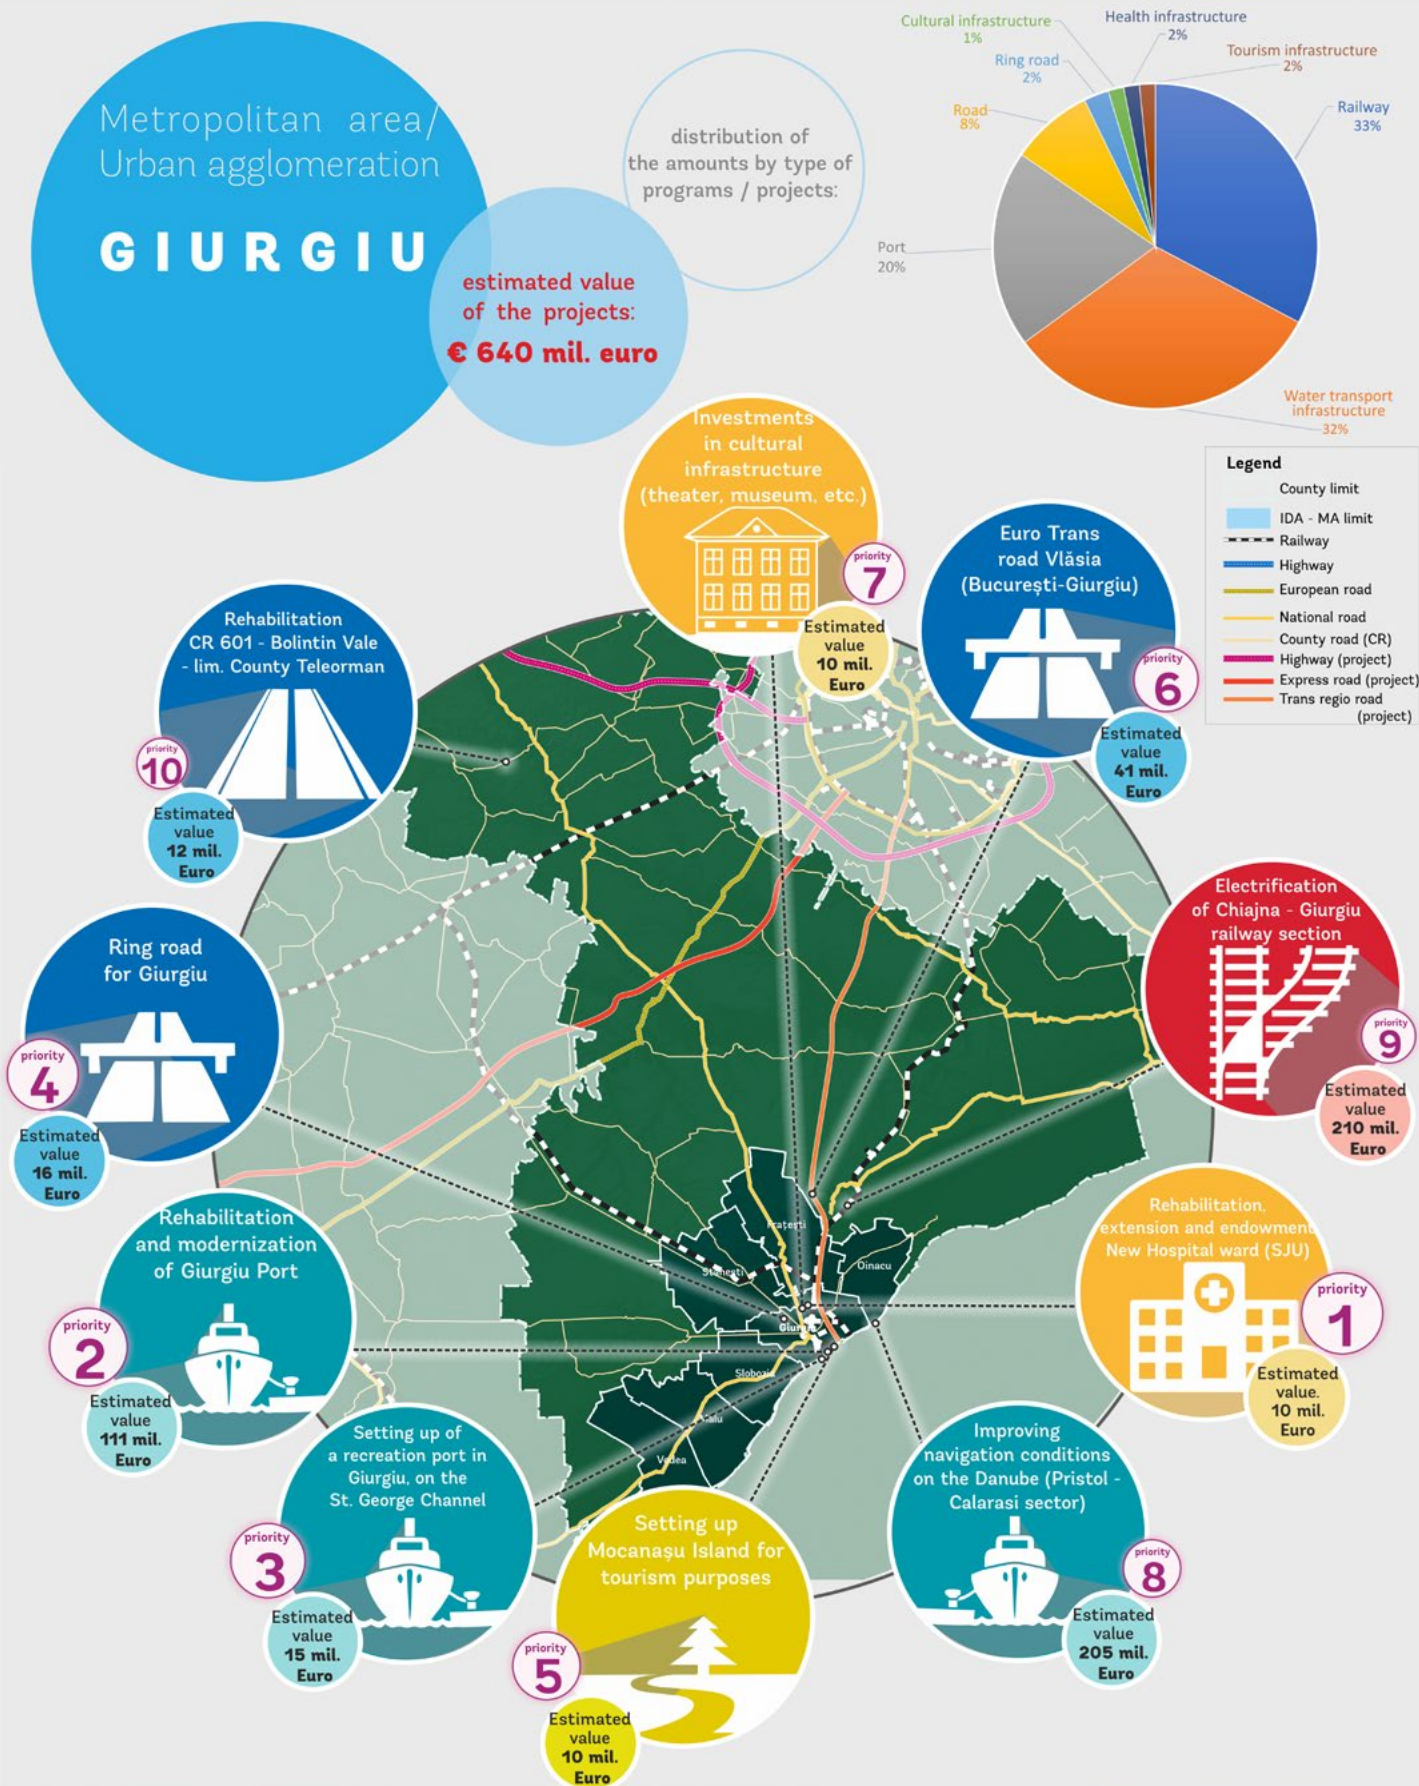 Metropolitan area/
Urban agglomeration
GIURGIU
estimated value
of the projects:
€ 640 mil. euro
distribution of
the amounts by type of
programs / projects:
Cultural infrastructure
1%
Health infrastructure
2%
Ring road
2%
Tourism infrastructure
2%
Road
8%
Railway
33%
Port
20%
Water transport
infrastructure
32%
Legend
County limit
IDA - MA limit
Railway
Highway
European road
National road
County road (CR)
Highway (project)
Express road (project)
Trans regio road
(project)
Investments
in cultural
infrastructure
(theater, museum, etc.)
priority
7
Estimated
value
10 mil.
Euro
Euro Trans
road Vlăsia
(București-Giurgiu)
priority
6
Estimated
value
41 mil.
Euro
Rehabilitation
CR 601 - Bolintin Vale
- lim. County Teleorman
priority
10
Estimated
value
12 mil.
Euro
Electrification
of Chiajna - Giurgiu
railway section
priority
9
Estimated
value
210 mil.
Euro
Ring road
for Giurgiu
priority
4
Estimated
value
16 mil.
Euro
Rehabilitation,
extension and endowment
New Hospital ward (SJU)
priority
1
Estimated
value.
10 mil.
Euro
Rehabilitation
and modernization
of Giurgiu Port
priority
2
Estimated
value
111 mil.
Euro
Frațești
Stănești
Oinacu
Slobozia
Vedea
Setting up of
a recreation port in
Giurgiu, on the
St. George Channel
priority
3
Estimated
value
15 mil.
Euro
Improving
navigation conditions
on the Danube (Pristol -
Calarasi sector)
priority
8
Estimated
value
205 mil.
Euro
Setting up
Mocanașu Island for
tourism purposes
priority
5
Estimated
value
10 mil.
Euro